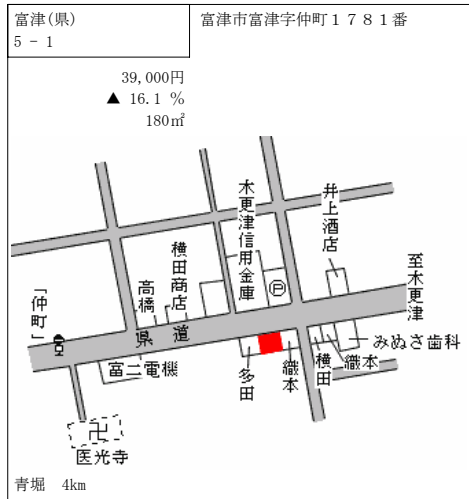 富津(県)
5 - 1
富津市富津字仲町１７８１番
39,000円
▲ 16.1 %
180㎡
木更津信用金庫
井上酒店
横田商店
高橋
至木更津
Ⓟ
「仲町」
県道
みぬさ歯科
富二電機
多田
織本
横田
織本
医光寺
青堀　4km